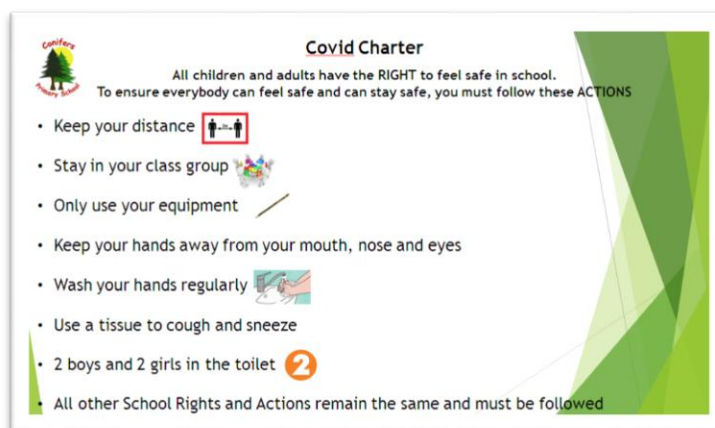 Conifers
Primary School
Covid Charter
All children and adults have the RIGHT to feel safe in school.
To ensure everybody can feel safe and can stay safe, you must follow these ACTIONS
• Keep your distance
• Stay in your class group
• Only use your equipment
• Keep your hands away from your mouth, nose and eyes
• Wash your hands regularly
• Use a tissue to cough and sneeze
• 2 boys and 2 girls in the toilet 2
• All other School Rights and Actions remain the same and must be followed